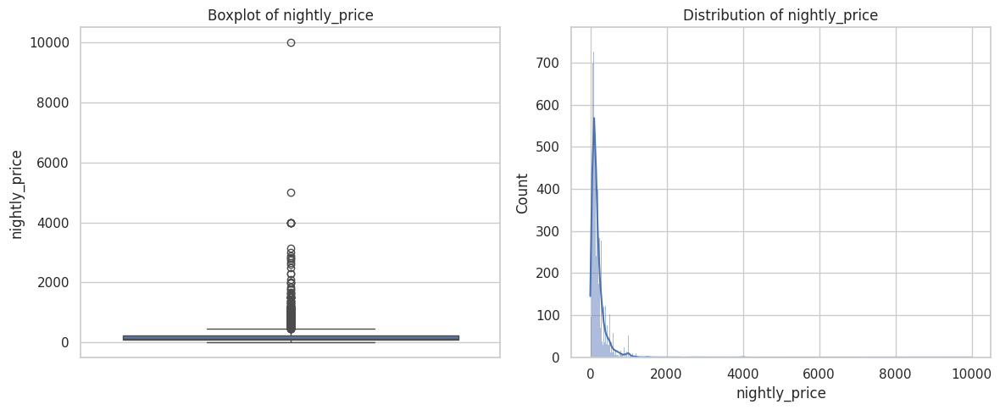 Boxplot of nightly_price
10000
8000
6000
4000
2000
0
nightly_price
Distribution of nightly_price
700
600
500
400
300
200
100
0
Count
0 2000 4000 6000 8000 10000
nightly_price